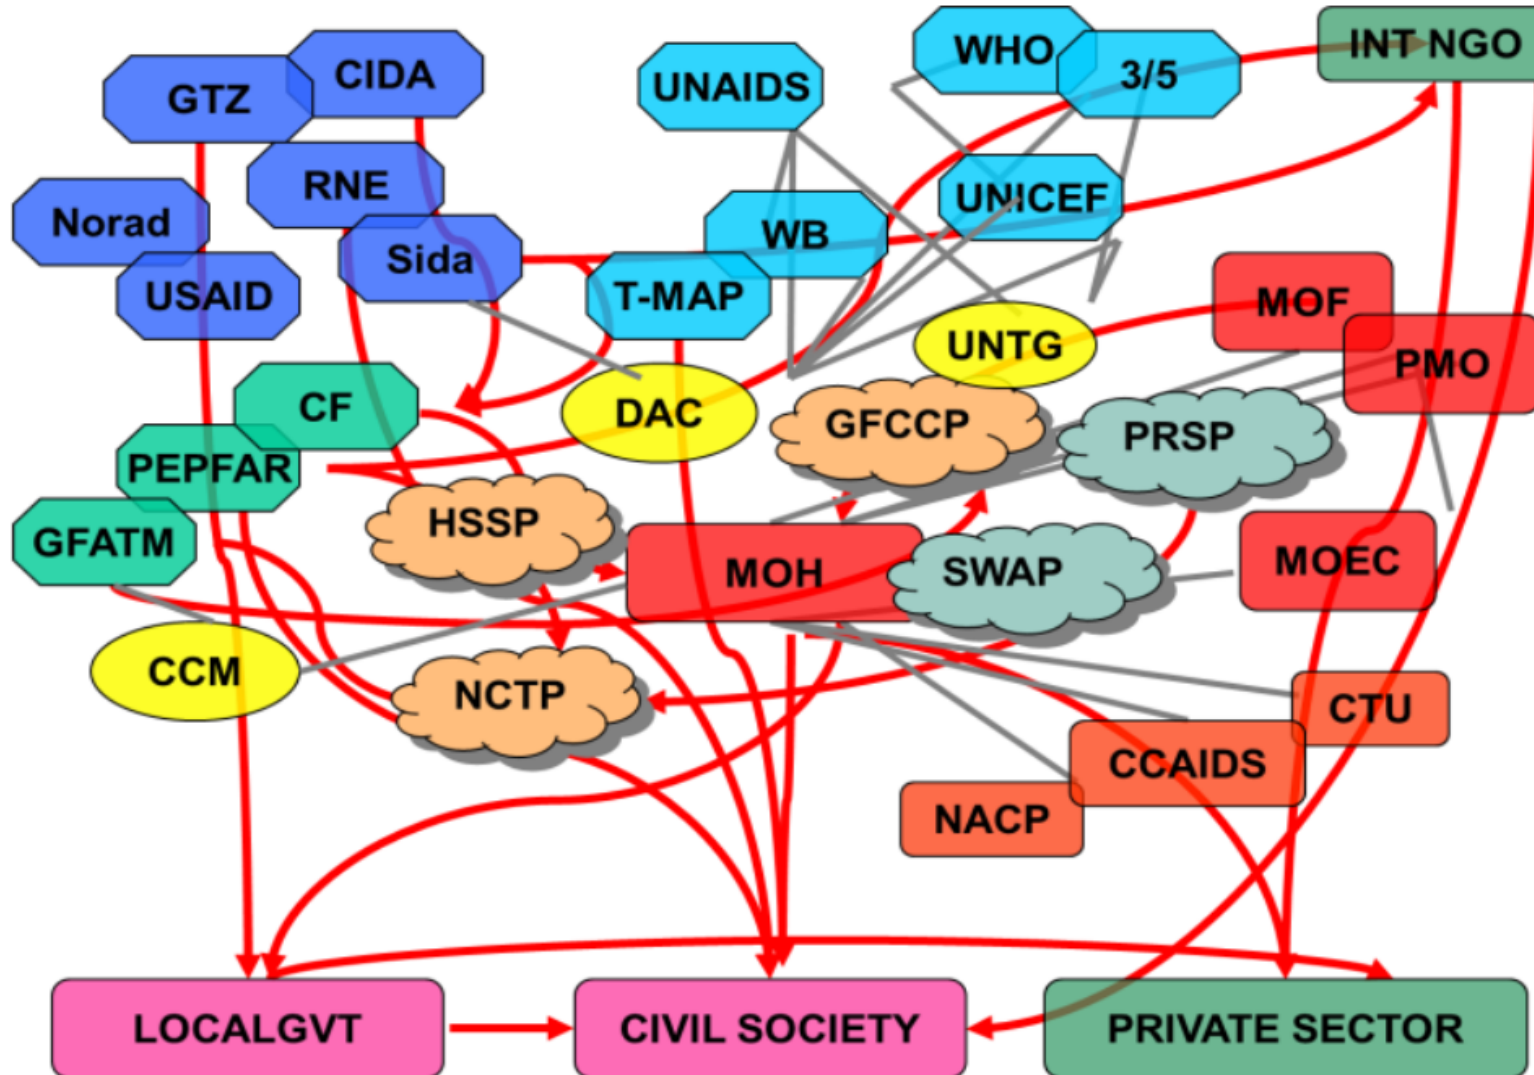 WHO
INT NGO
CIDA
3/5
GTZ
UNAIDS
RNE
UNICEF
Norad
WB
Sida
USAID
T-MAP
MOF
UNTG
PMO
CF
DAC
GFCCP
PRSP
PEPFAR
HSSP
GFATM
MOH
SWAP
MOEC
CCM
NCTP
CTU
CCAIDS
NACP
LOCALGVT
CIVIL SOCIETY
PRIVATE SECTOR